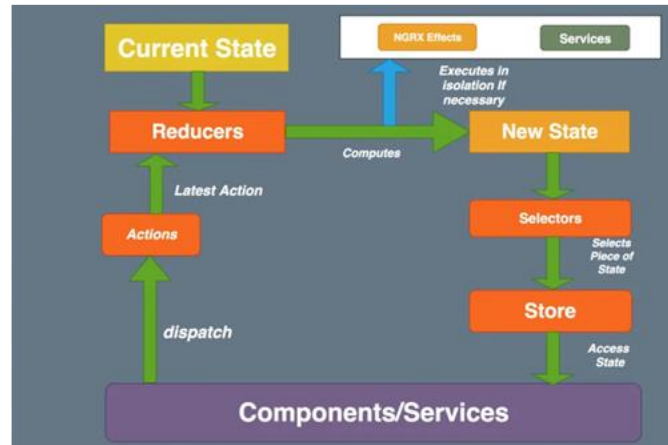 Current State
NGRX Effects
Services
Executes in
isolation If
necessary
Reducers
Computes
New State
Latest Action
Actions
Selectors
Selects
Piece of
State
Store
dispatch
Access
State
Components/Services